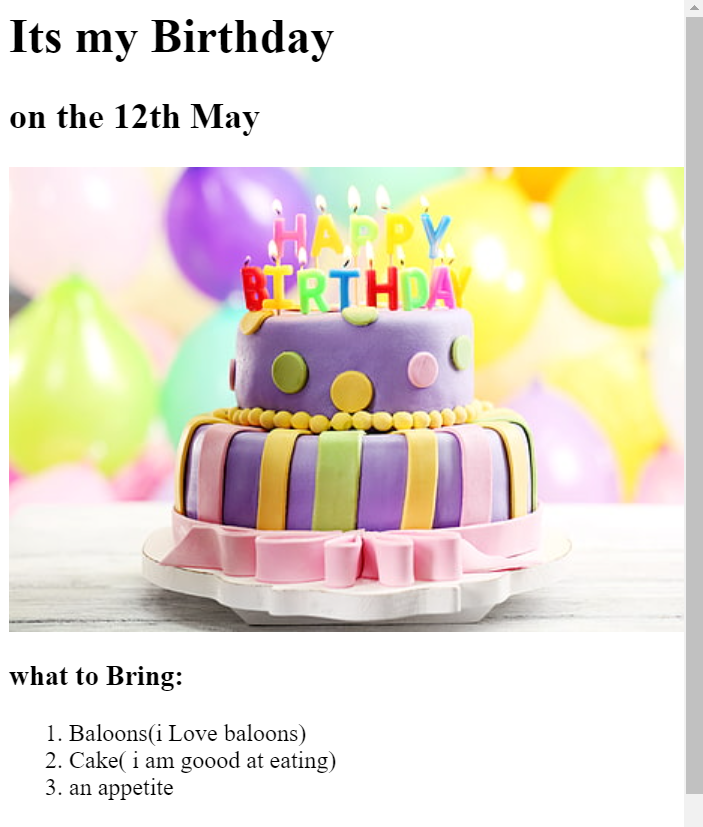 Its my Birthday
on the 12th May
HAPPY
BIRTHDAY
what to Bring:
1. Baloons(i Love baloons)
2. Cake( i am goood at eating)
3. an appetite